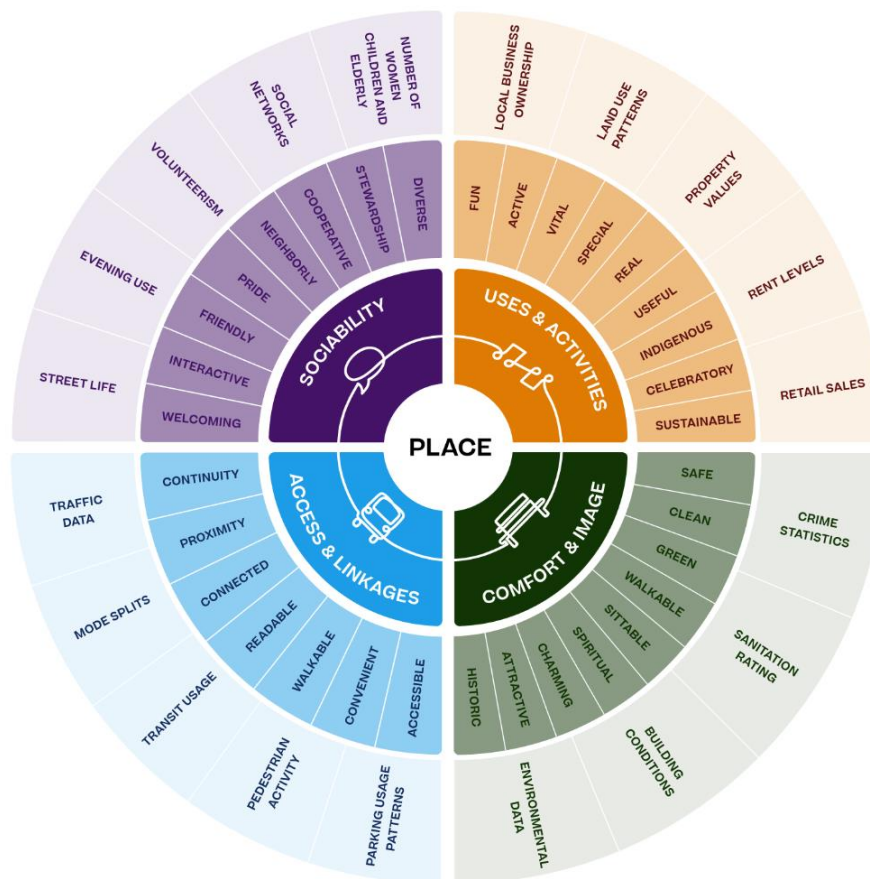 PLACE
SOCIABILITY
WELCOMING
INTERACTIVE
FRIENDLY
PRIDE
NEIGHBORLY
COOPERATIVE
STEWARDSHIP
DIVERSE
STREET LIFE
EVENING USE
VOLUNTEERISM
SOCIAL
NETWORKS
NUMBER OF
WOMEN
CHILDREN AND
ELDERLY
USES & ACTIVITIES
FUN
ACTIVE
VITAL
SPECIAL
REAL
USEFUL
INDIGENOUS
CELEBRATORY
SUSTAINABLE
LOCAL BUSINESS
OWNERSHIP
LAND USE
PATTERNS
PROPERTY
VALUES
RENT LEVELS
RETAIL SALES
COMFORT & IMAGE
SAFE
CLEAN
GREEN
WALKABLE
SITTABLE
SPIRITUAL
CHARMING
ATTRACTIVE
HISTORIC
CRIME
STATISTICS
SANITATION
RATING
BUILDING
CONDITIONS
ENVIRONMENTAL
DATA
ACCESS & LINKAGES
CONTINUITY
PROXIMITY
CONNECTED
READABLE
WALKABLE
CONVENIENT
ACCESSIBLE
TRAFFIC
DATA
MODE SPLITS
TRANSIT USAGE
PEDESTRIAN
ACTIVITY
PARKING USAGE
PATTERNS